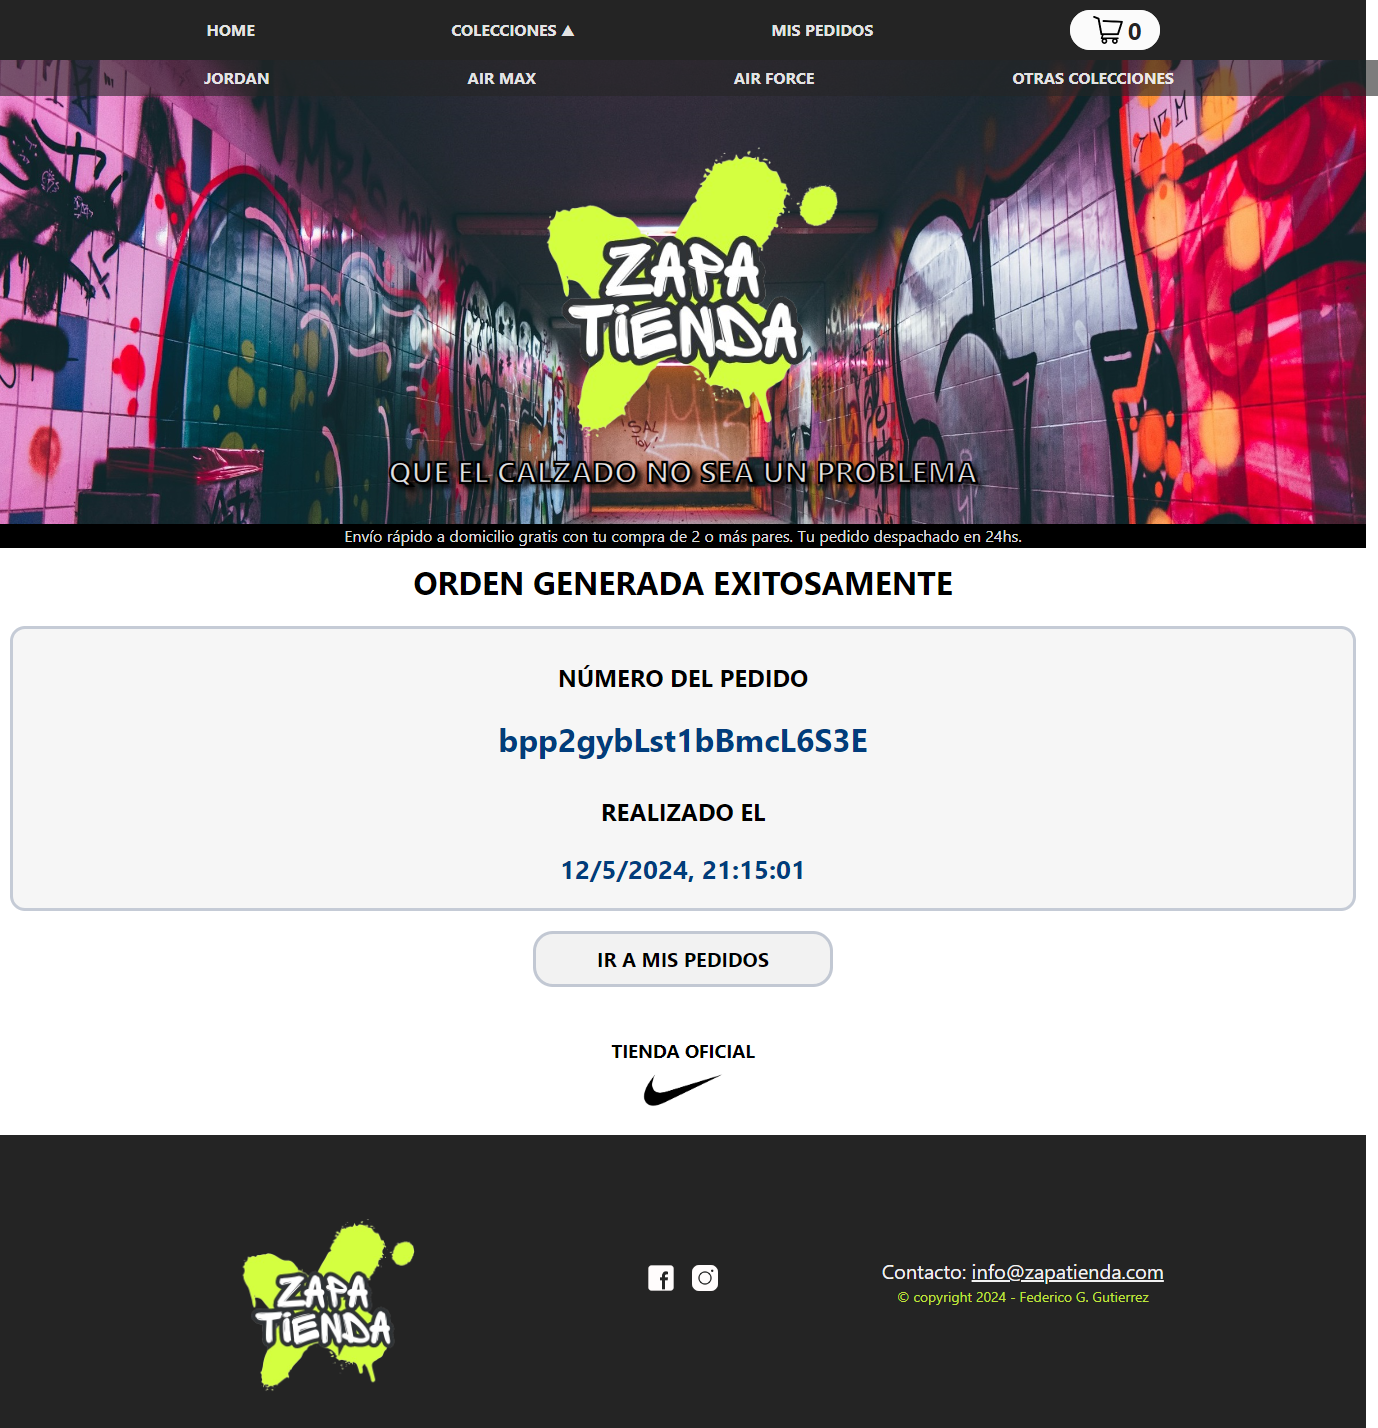 HOME
COLECCIONES ▲
MIS PEDIDOS
0
JORDAN
AIR MAX
AIR FORCE
OTRAS COLECCIONES
ZAPA
TIENDA
¡SAL
Toy!
QUE EL CALZADO NO SEA UN PROBLEMA
Envío rápido a domicilio gratis con tu compra de 2 o más pares. Tu pedido despachado en 24hs.
ORDEN GENERADA EXITOSAMENTE
NÚMERO DEL PEDIDO
bpp2gybLst1bBmcL6S3E
REALIZADO EL
12/5/2024, 21:15:01
IR A MIS PEDIDOS
TIENDA OFICIAL
ZAPA
TIENDA
Contacto: info@zapatienda.com
© copyright 2024 - Federico G. Gutierrez